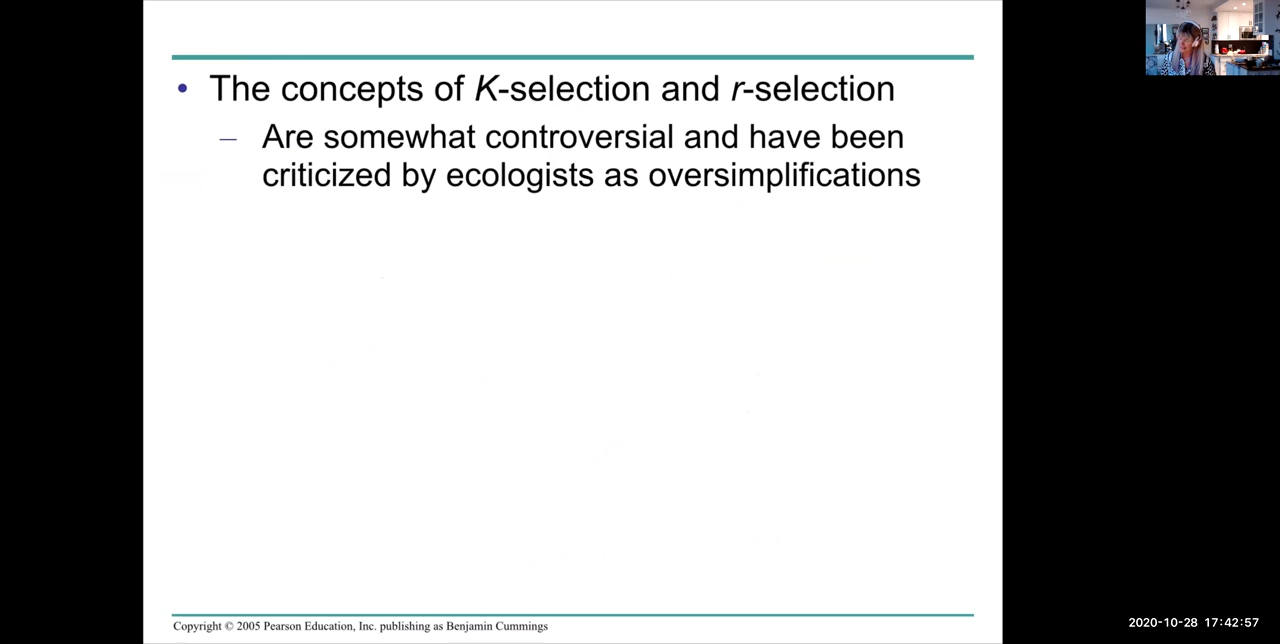 • The concepts of K-selection and r-selection
– Are somewhat controversial and have been
criticized by ecologists as oversimplifications
Copyright © 2005 Pearson Education, Inc. publishing as Benjamin Cummings
2020-10-28 17:42:57